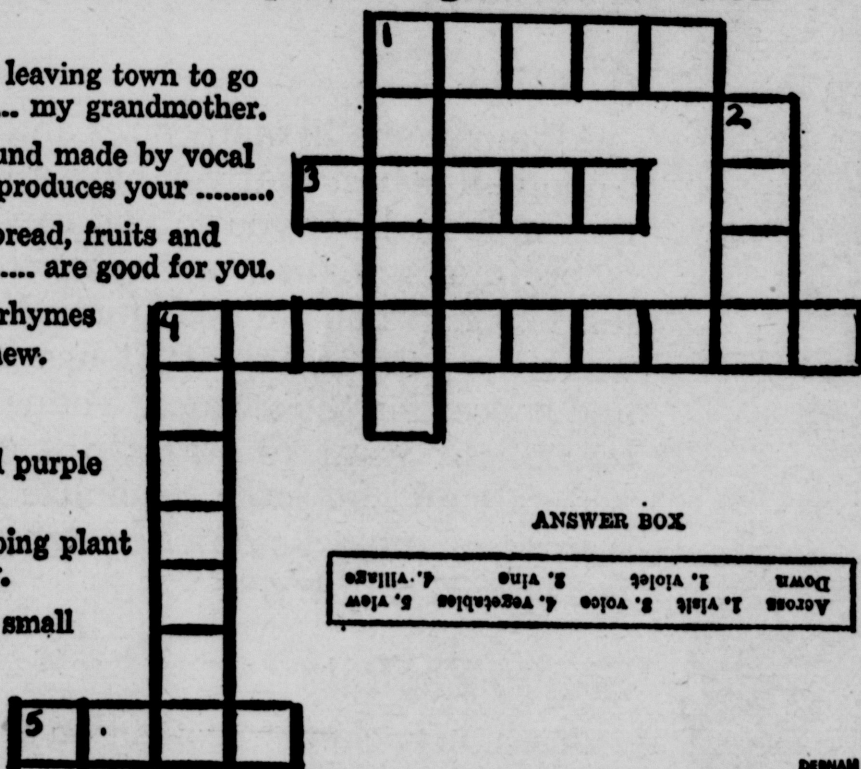 1
leaving town to go
... my grandmother.
2
und made by vocal
produces your .........
3
bread, fruits and
.... are good for you.
rhymes
4
new.
l purple
ANSWER BOX
ping plant
small
Across 1. visit 3. voice 4. vegetables 5. view
Down 1. violet 2. vine 4. village
5
DEBNAM